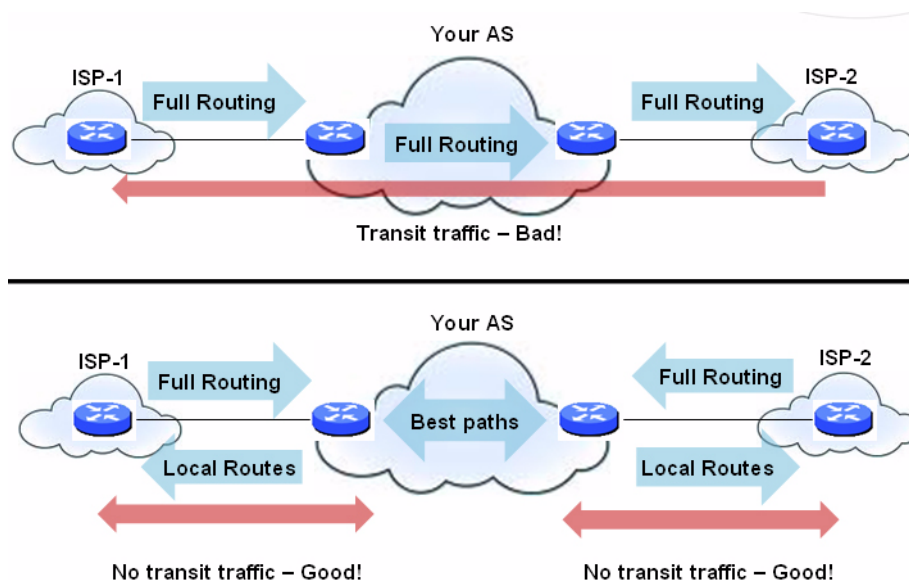 Your AS
ISP-1
ISP-2
Full Routing
Full Routing
Full Routing
Transit traffic – Bad!
Your AS
ISP-1
ISP-2
Full Routing
Full Routing
Best paths
Local Routes
Local Routes
No transit traffic – Good!
No transit traffic – Good!